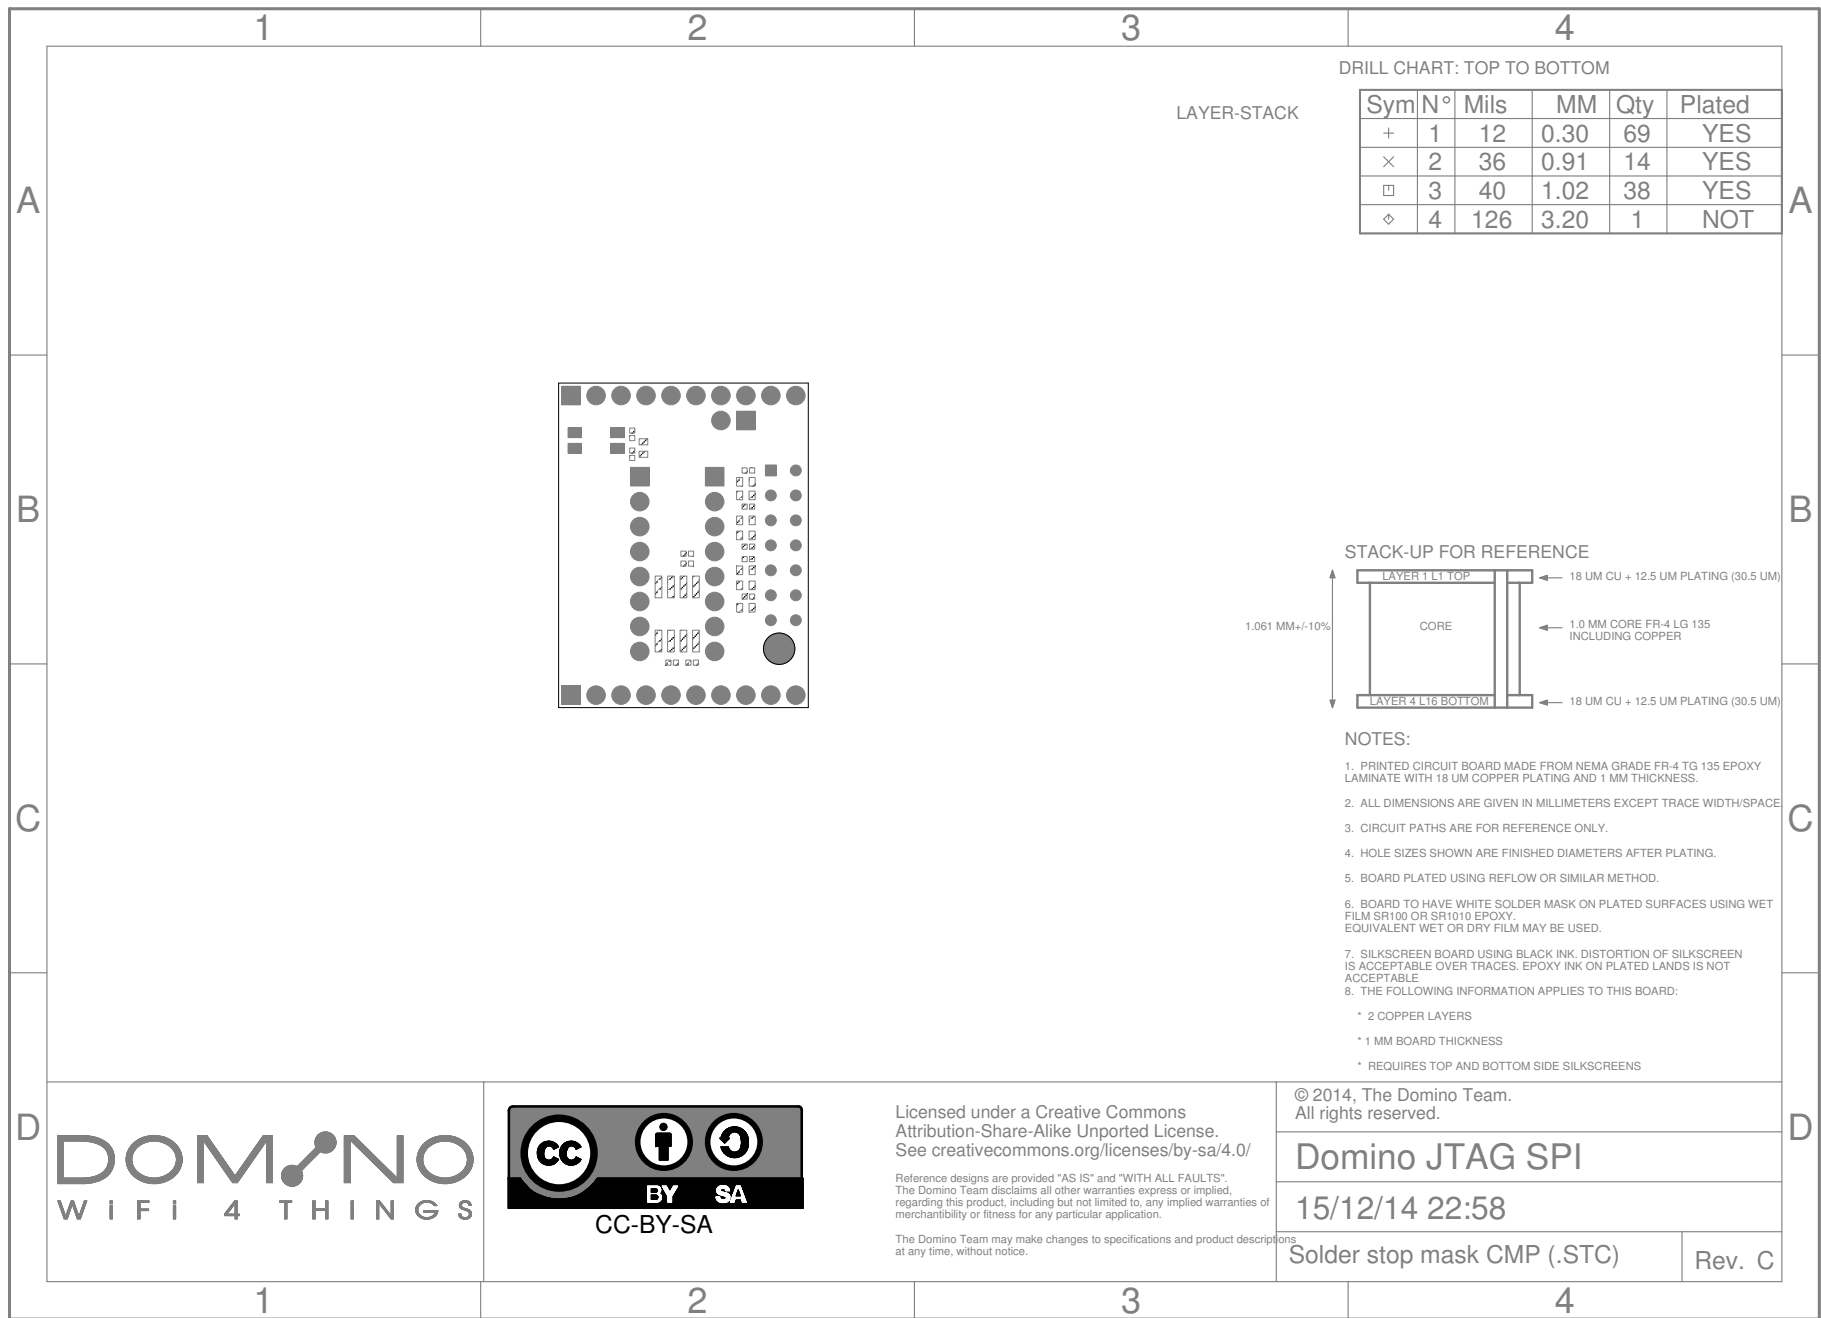 1 2 3 4
DRILL CHART: TOP TO BOTTOM
LAYER-STACK
Sym N° Mils MM Qty Plated
+ 1 12 0.30 69 YES
× 2 36 0.91 14 YES
3 40 1.02 38 YES
4 126 3.20 1 NOT
A A
B B
STACK-UP FOR REFERENCE
LAYER 1 L1 TOP
18 UM CU + 12.5 UM PLATING (30.5 UM)
1.061 MM+/-10%
CORE
1.0 MM CORE FR-4 LG 135
INCLUDING COPPER
LAYER 4 L16 BOTTOM
18 UM CU + 12.5 UM PLATING (30.5 UM)
NOTES:
1. PRINTED CIRCUIT BOARD MADE FROM NEMA GRADE FR-4 TG 135 EPOXY
LAMINATE WITH 18 UM COPPER PLATING AND 1 MM THICKNESS.
2. ALL DIMENSIONS ARE GIVEN IN MILLIMETERS EXCEPT TRACE WIDTH/SPACE
C C
3. CIRCUIT PATHS ARE FOR REFERENCE ONLY.
4. HOLE SIZES SHOWN ARE FINISHED DIAMETERS AFTER PLATING.
5. BOARD PLATED USING REFLOW OR SIMILAR METHOD.
6. BOARD TO HAVE WHITE SOLDER MASK ON PLATED SURFACES USING WET
FILM SR100 OR SR1010 EPOXY.
EQUIVALENT WET OR DRY FILM MAY BE USED.
7. SILKSCREEN BOARD USING BLACK INK. DISTORTION OF SILKSCREEN
IS ACCEPTABLE OVER TRACES. EPOXY INK ON PLATED LANDS IS NOT
ACCEPTABLE
8. THE FOLLOWING INFORMATION APPLIES TO THIS BOARD:
* 2 COPPER LAYERS
* 1 MM BOARD THICKNESS
* REQUIRES TOP AND BOTTOM SIDE SILKSCREENS
D D
DOMINO
WiFi 4 THINGS
cc
BY SA
CC-BY-SA
Licensed under a Creative Commons
Attribution-Share-Alike Unported License.
See creativecommons.org/licenses/by-sa/4.0/
Reference designs are provided "AS IS" and "WITH ALL FAULTS".
The Domino Team disclaims all other warranties express or implied,
regarding this product, including but not limited to, any implied warranties of
merchantibility or fitness for any particular application.
The Domino Team may make changes to specifications and product descriptions
at any time, without notice.
© 2014, The Domino Team.
All rights reserved.
Domino JTAG SPI
15/12/14 22:58
Solder stop mask CMP (.STC)
Rev. C
1 2 3 4